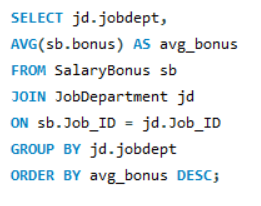 SELECT jd.jobdept,
AVG(sb.bonus) AS avg_bonus
FROM SalaryBonus sb
JOIN JobDepartment jd
ON sb.Job_ID = jd.Job_ID
GROUP BY jd.jobdept
ORDER BY avg_bonus DESC;